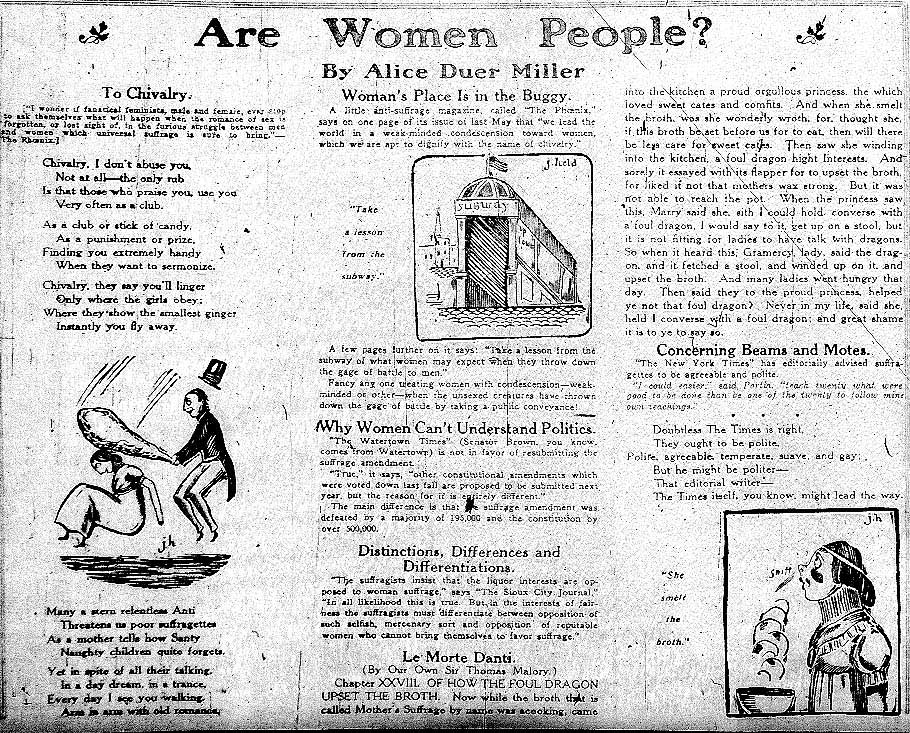 Are Women People?
By Alice Duer Miller
To Chivalry.
["I wonder if fanatical feminists, male and female, ever stop
to ask themselves what will happen when the romance of sex is
forgotten, or lost sight of, in the furious struggle between men
and women which universal suffrage is sure to bring."—
The Phoenix.]
Chivalry, I don't abuse you,
Not at all—the only rub
Is that those who praise you, use you
Very often as a club.
As a club or stick of candy,
As a punishment or prize,
Finding you extremely handy
When they want to sermonize.
Chivalry, they say you'll linger
Only where the girls obey;
Where they show the smallest ginger
Instantly you fly away.
jh
Many a stern relentless Anti
Threatens us poor suffragettes
As a mother tells how Santy
Naughty children quite forgets.
Yet in spite of all their talking,
In a day dream, in a trance,
Every day I see you walking,
Arm in arm with old romance.
Woman's Place Is in the Buggy.
A little anti-suffrage magazine, called "The Phoenix,"
says on one page of its issue of last May that "we lead the
world in a weak-minded condescension toward women,
which we are apt to dignify with the name of chivalry."
j.held
SUBWAY
"Take
a lesson
from the
subway."
A few pages further on it says: "Take a lesson from the
subway of what women may expect when they throw down
the gage of battle to men."
Fancy any one treating women with condescension—weak-
minded or other—when the unsexed creatures have thrown
down the gage of battle by taking a public conveyance!
Why Women Can't Understand Politics.
"The Watertown Times" (Senator Brown, you know,
comes from Watertown) is not in favor of resubmitting the
suffrage amendment.
"True," it says, "other constitutional amendments which
were voted down last fall are proposed to be submitted next
year, but the reason for it is entirely different."
The main difference is that the suffrage amendment was
defeated by a majority of 195,000 and the constitution by
over 500,000.
Distinctions, Differences and
Differentiations.
"The suffragists insist that the liquor interests are op-
posed to woman suffrage," says "The Sioux City Journal."
"In all likelihood this is true. But in the interests of fair-
ness the suffragists must differentiate between opposition of
such selfish, mercenary sort and opposition of reputable
women who cannot bring themselves to favor suffrage."
Le Morte Danti.
(By Our Own Sir Thomas Malory.)
Chapter XXVIII. OF HOW THE FOUL DRAGON
UPSET THE BROTH. Now while the broth that is
called Mother's Suffrage by name was acooking, came
into the kitchen a proud orgullous princess, the which
loved sweet cates and comfits. And when she smelt
the broth, was she wonderly wroth, for, thought she,
if this broth be set before us for to eat, then will there
be less care for sweet cates. Then saw she winding
into the kitchen, a foul dragon hight Interests. And
sorely it essayed with its flapper for to upset the broth,
for liked it not that mothers wax strong. But it was
not able to reach the pot. When the princess saw
this, Marry said she, sith I could hold converse with
a foul dragon, I would say to it, get up on a stool, but
it is not fitting for ladies to have talk with dragons.
So when it heard this, Gramercy, lady, said the drag-
on, and it fetched a stool, and winded up on it, and
upset the broth. And many ladies went hungry that
day. Then said they to the proud princess, helped
ye not that foul dragon? Never in my life, said she,
held I converse with a foul dragon; and great shame
it is to ye to say so.
Concerning Beams and Motes.
"The New York Times" has editorially advised suffra-
gettes to be agreeable and polite.
"I could easier," said Portia, "teach twenty what were
good to be done than be one of the twenty to follow mine
own teachings."
Doubtless The Times is right,
They ought to be polite,
Polite, agreeable, temperate, suave, and gay;
But he might be politer—
That editorial writer—
The Times itself, you know, might lead the way.
jh
sniff
"She
smelt
the
broth."